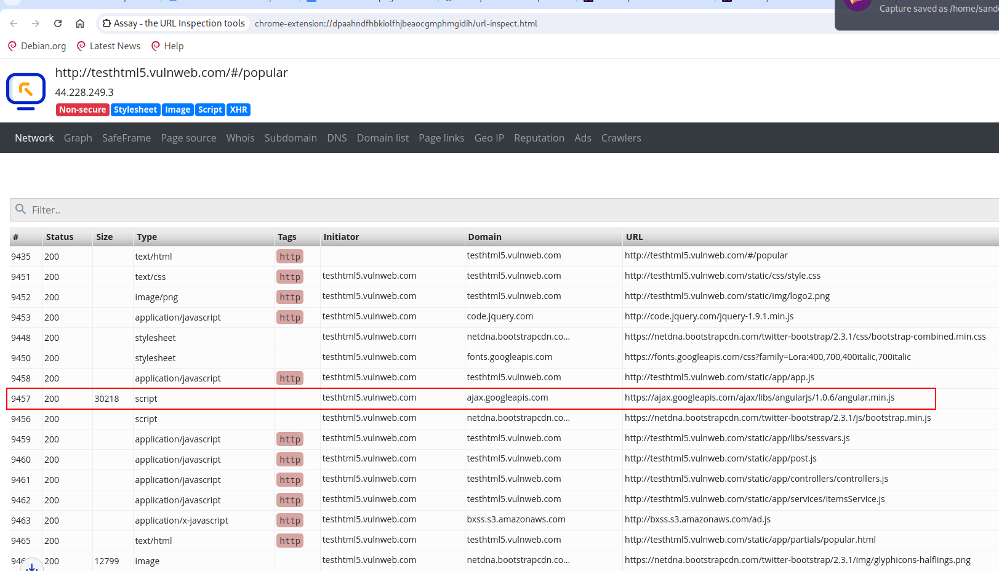 Capture saved as /home/sand
Assay - the URL Inspection tools chrome-extension://dpaahndfhbkiolfhjbeaocgmphmgidih/url-inspect.html
Debian.org Latest News Help
http://testhtml5.vulnweb.com/#/popular
44.228.249.3
Non-secure Stylesheet Image Script XHR
Network Graph SafeFrame Page source Whois Subdomain DNS Domain list Page links Geo IP Reputation Ads Crawlers
Filter..
# Status Size Type Tags Initiator Domain URL
9435 200 text/html http testhtml5.vulnweb.com http://testhtml5.vulnweb.com/#/popular
9451 200 text/css http testhtml5.vulnweb.com testhtml5.vulnweb.com http://testhtml5.vulnweb.com/static/css/style.css
9452 200 image/png http testhtml5.vulnweb.com testhtml5.vulnweb.com http://testhtml5.vulnweb.com/static/img/logo2.png
9453 200 application/javascript http testhtml5.vulnweb.com code.jquery.com http://code.jquery.com/jquery-1.9.1.min.js
9448 200 stylesheet testhtml5.vulnweb.com netdna.bootstrapcdn.co... https://netdna.bootstrapcdn.com/twitter-bootstrap/2.3.1/css/bootstrap-combined.min.css
9450 200 stylesheet testhtml5.vulnweb.com fonts.googleapis.com https://fonts.googleapis.com/css?family=Lora:400,700,400italic,700italic
9458 200 application/javascript http testhtml5.vulnweb.com testhtml5.vulnweb.com http://testhtml5.vulnweb.com/static/app/app.js
9457 200 30218 script testhtml5.vulnweb.com ajax.googleapis.com https://ajax.googleapis.com/ajax/libs/angularjs/1.0.6/angular.min.js
9456 200 script testhtml5.vulnweb.com netdna.bootstrapcdn.co... https://netdna.bootstrapcdn.com/twitter-bootstrap/2.3.1/js/bootstrap.min.js
9459 200 application/javascript http testhtml5.vulnweb.com testhtml5.vulnweb.com http://testhtml5.vulnweb.com/static/app/libs/sessvars.js
9460 200 application/javascript http testhtml5.vulnweb.com testhtml5.vulnweb.com http://testhtml5.vulnweb.com/static/app/post.js
9461 200 application/javascript http testhtml5.vulnweb.com testhtml5.vulnweb.com http://testhtml5.vulnweb.com/static/app/controllers/controllers.js
9462 200 application/javascript http testhtml5.vulnweb.com testhtml5.vulnweb.com http://testhtml5.vulnweb.com/static/app/services/itemsService.js
9463 200 application/x-javascript http testhtml5.vulnweb.com bxss.s3.amazonaws.com http://bxss.s3.amazonaws.com/ad.js
9465 200 text/html http testhtml5.vulnweb.com testhtml5.vulnweb.com http://testhtml5.vulnweb.com/static/app/partials/popular.html
200 12799 image testhtml5.vulnweb.com netdna.bootstrapcdn.co... https://netdna.bootstrapcdn.com/twitter-bootstrap/2.3.1/img/glyphicons-halflings.png